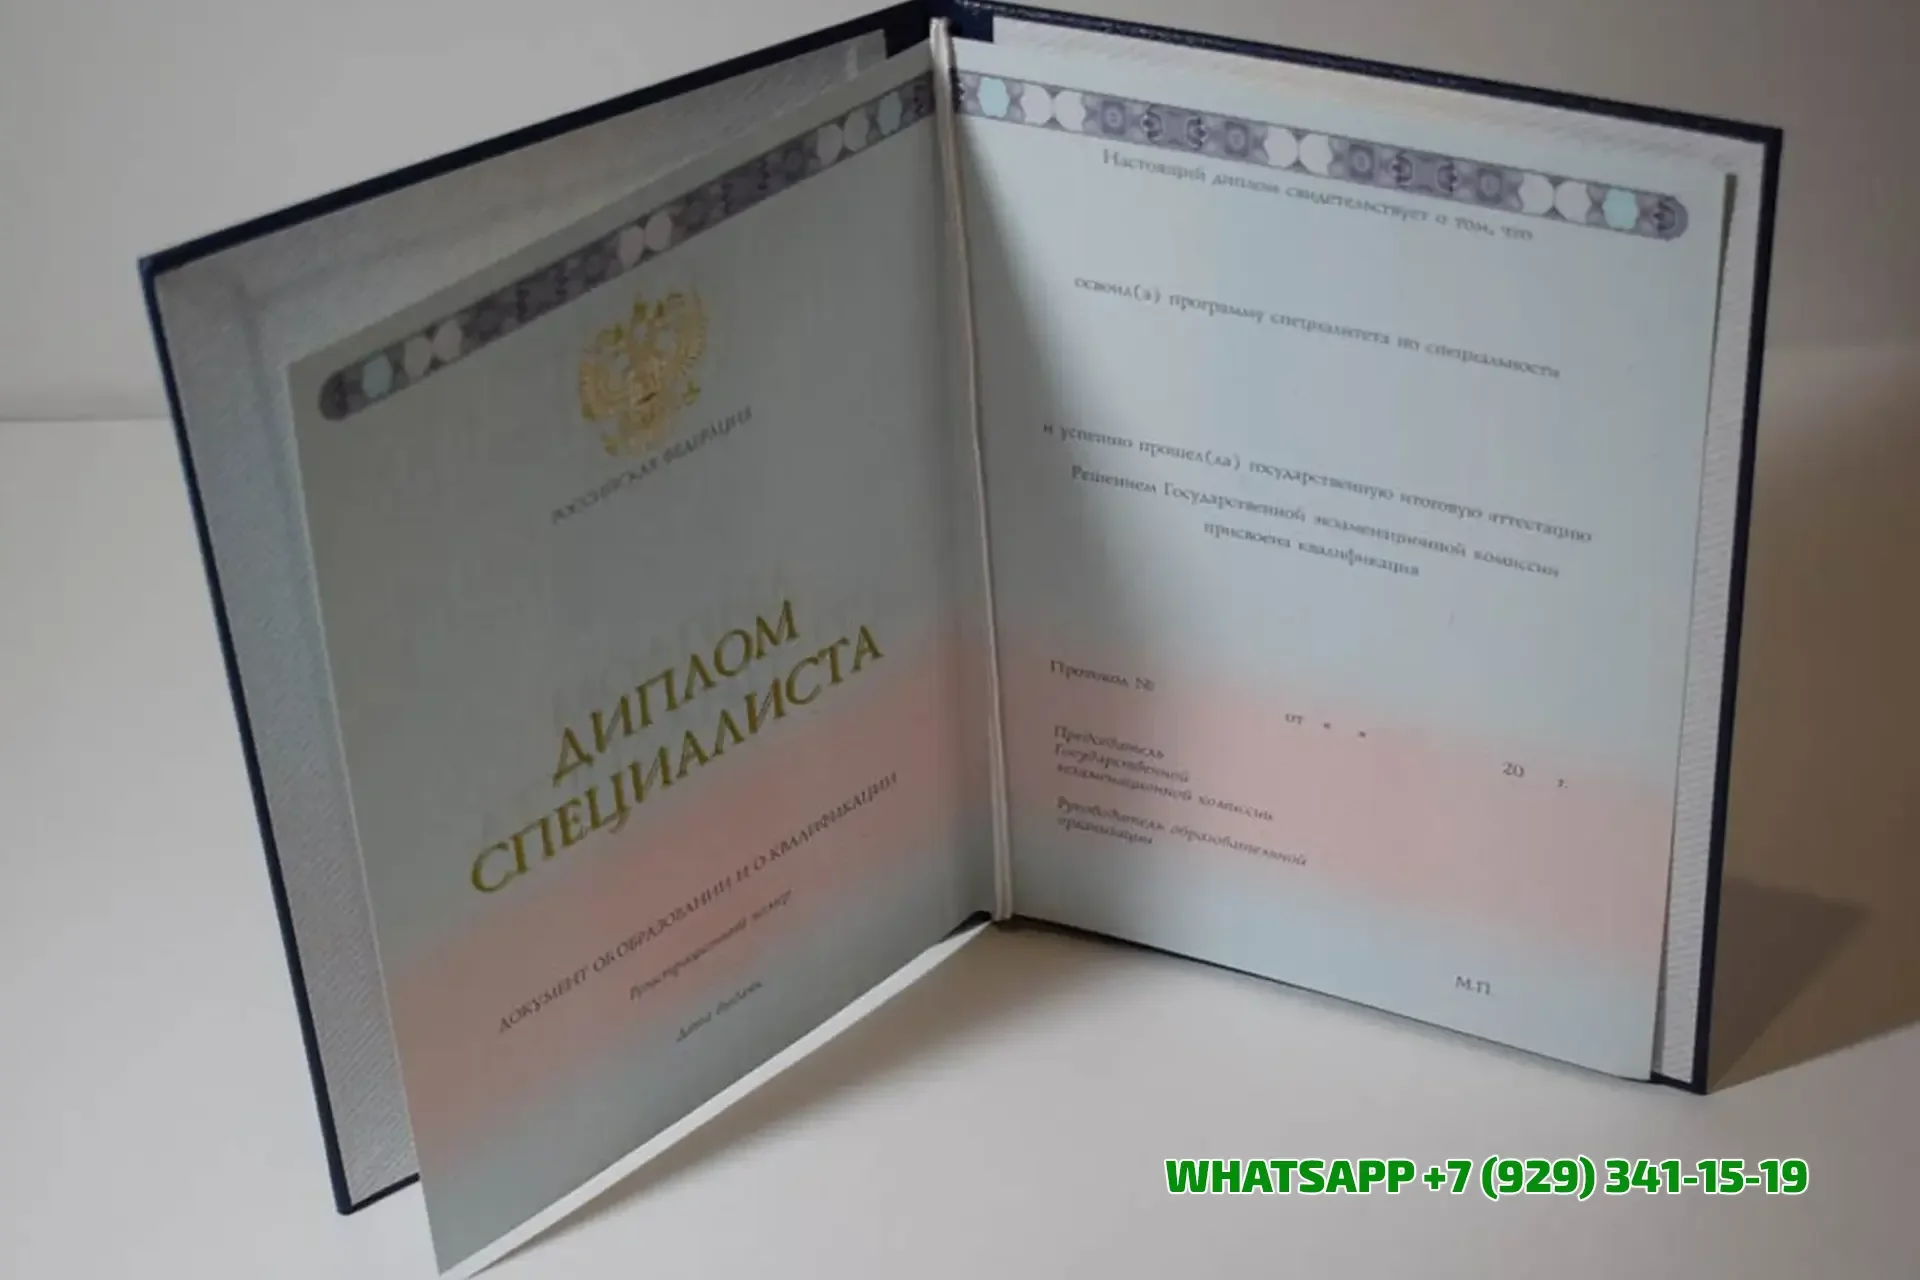 РОССИЙСКАЯ ФЕДЕРАЦИЯ
ДИПЛОМ
СПЕЦИАЛИСТА
ДОКУМЕНТ ОБ ОБРАЗОВАНИИ И О КВАЛИФИКАЦИИ
Регистрационный номер
Дата выдачи
Настоящий диплом свидетельствует о том, что
освоил(а) программу специалитета по специальности
и успешно прошел(ла) государственную итоговую аттестацию
Решением Государственной экзаменационной комиссии
присвоена квалификация
Протокол №
от « » 20 г.
Председатель
Государственной
экзаменационной комиссии
Руководитель образовательной
организации
М.П.
WHATSAPP +7 (929) 341-15-19